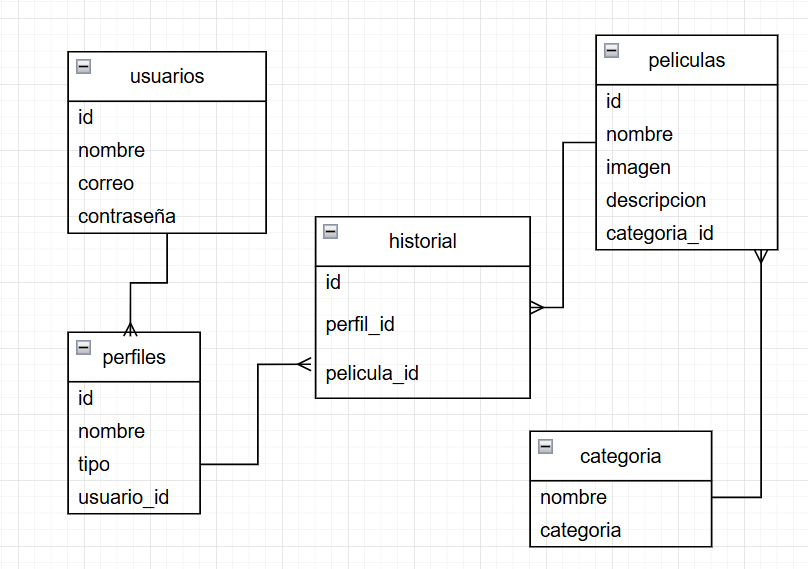 usuarios
id
nombre
correo
contraseña
perfiles
id
nombre
tipo
usuario_id
historial
id
perfil_id
pelicula_id
peliculas
id
nombre
imagen
descripcion
categoria_id
categoria
nombre
categoria